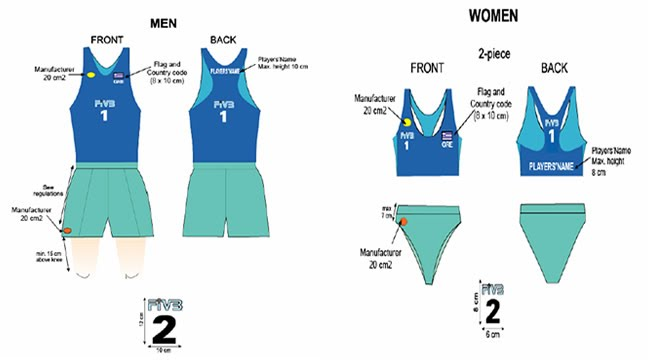 MEN
FRONT
BACK
Manufacturer
20 cm2
Flag and
Country code
(8 x 10 cm)
GRE
FIVB
1
Players'Name
Max. height 10 cm
PLAYERS'NAME
FIVB
1
See
regulations
Manufacturer
20 cm2
min. 15 cm
above knee
12 cm
FIVB
2
10 cm
WOMEN
2-piece
FRONT
BACK
Manufacturer
20 cm2
Flag and
Country code
(8 x 10 cm)
FIVB
1
GRE
FIVB
1
PLAYERS'NAME
Players'Name
Max. height
8 cm
max
7 cm
Manufacturer
20 cm2
8 cm
FIVB
2
6 cm